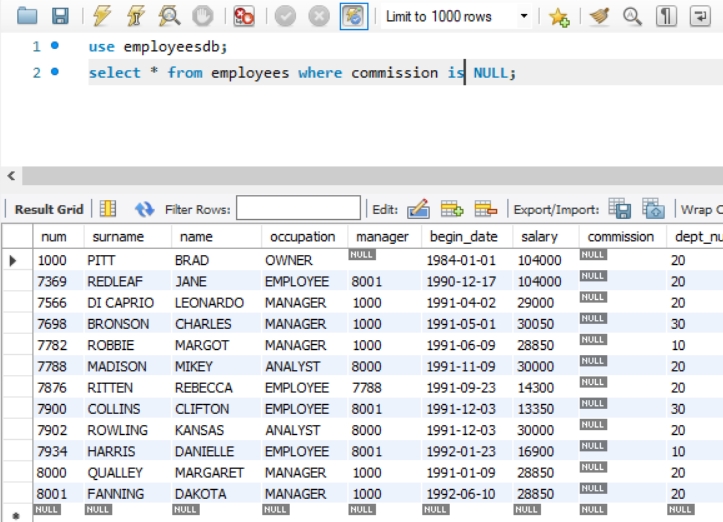 Limit to 1000 rows
1 use employeesdb;
2 select * from employees where commission is NULL;
Result Grid Filter Rows: Edit: Export/Import: Wrap C
num surname name occupation manager begin_date salary commission dept_nu
1000 PITT BRAD OWNER NULL 1984-01-01 104000 NULL 20
7369 REDLEAF JANE EMPLOYEE 8001 1990-12-17 104000 NULL 20
7566 DI CAPRIO LEONARDO MANAGER 1000 1991-04-02 29000 NULL 20
7698 BRONSON CHARLES MANAGER 1000 1991-05-01 30050 NULL 30
7782 ROBBIE MARGOT MANAGER 1000 1991-06-09 28850 NULL 10
7788 MADISON MIKEY ANALYST 8000 1991-11-09 30000 NULL 20
7876 RITTEN REBECCA EMPLOYEE 7788 1991-09-23 14300 NULL 20
7900 COLLINS CLIFTON EMPLOYEE 8001 1991-12-03 13350 NULL 30
7902 ROWLING KANSAS ANALYST 8000 1991-12-03 30000 NULL 20
7934 HARRIS DANIELLE EMPLOYEE 8001 1992-01-23 16900 NULL 10
8000 QUALLEY MARGARET MANAGER 1000 1991-01-09 28850 NULL 20
8001 FANNING DAKOTA MANAGER 1000 1992-06-10 28850 NULL 20
NULL NULL NULL NULL NULL NULL NULL NULL NULL